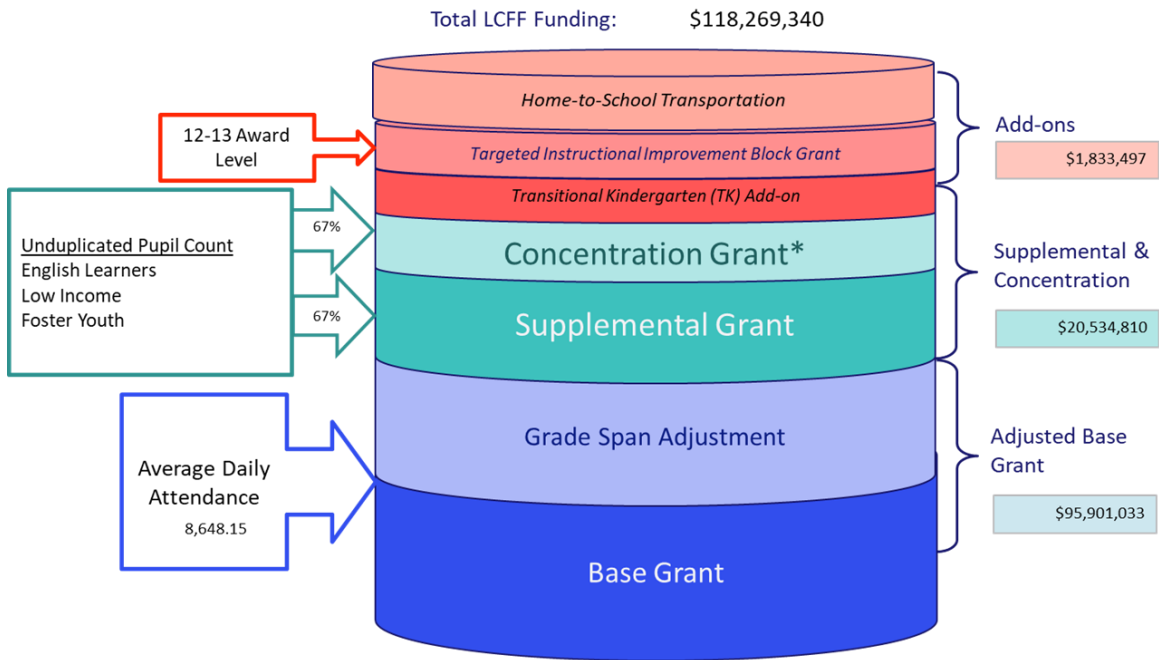 Total LCFF Funding: $118,269,340
Home-to-School Transportation
12-13 Award
Level
Targeted Instructional Improvement Block Grant
Add-ons
$1,833,497
Transitional Kindergarten (TK) Add-on
Unduplicated Pupil Count
English Learners
Low Income
Foster Youth
67%
67%
Concentration Grant*
Supplemental Grant
Supplemental &
Concentration
$20,534,810
Grade Span Adjustment
Adjusted Base
Grant
$95,901,033
Average Daily
Attendance
8,648.15
Base Grant